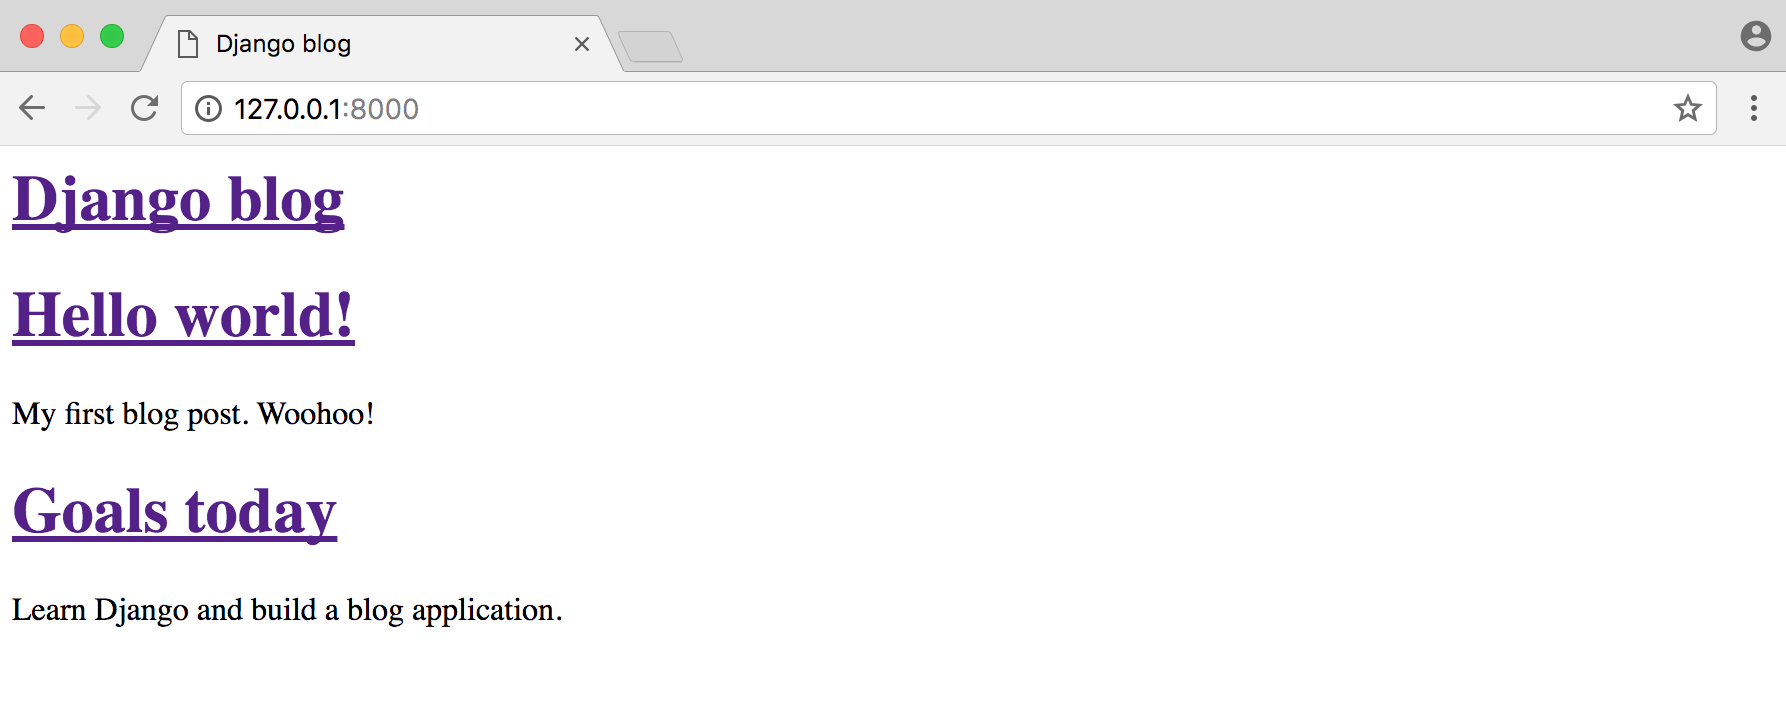 Django blog
127.0.0.1:8000
Django blog
Hello world!
My first blog post. Woohoo!
Goals today
Learn Django and build a blog application.